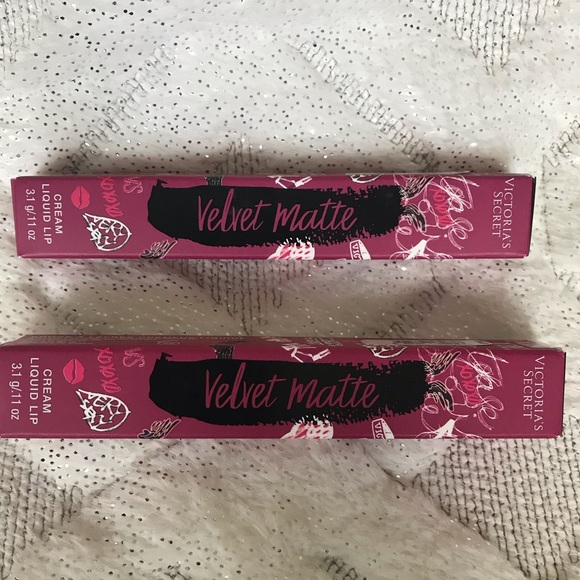 CREAM
LIQUID LIP
3.1 g/.11 oz
Velvet Matte
VICTORIA'S
SECRET
CREAM
LIQUID LIP
3.1 g/.11 oz
Velvet Matte
VICTORIA'S
SECRET